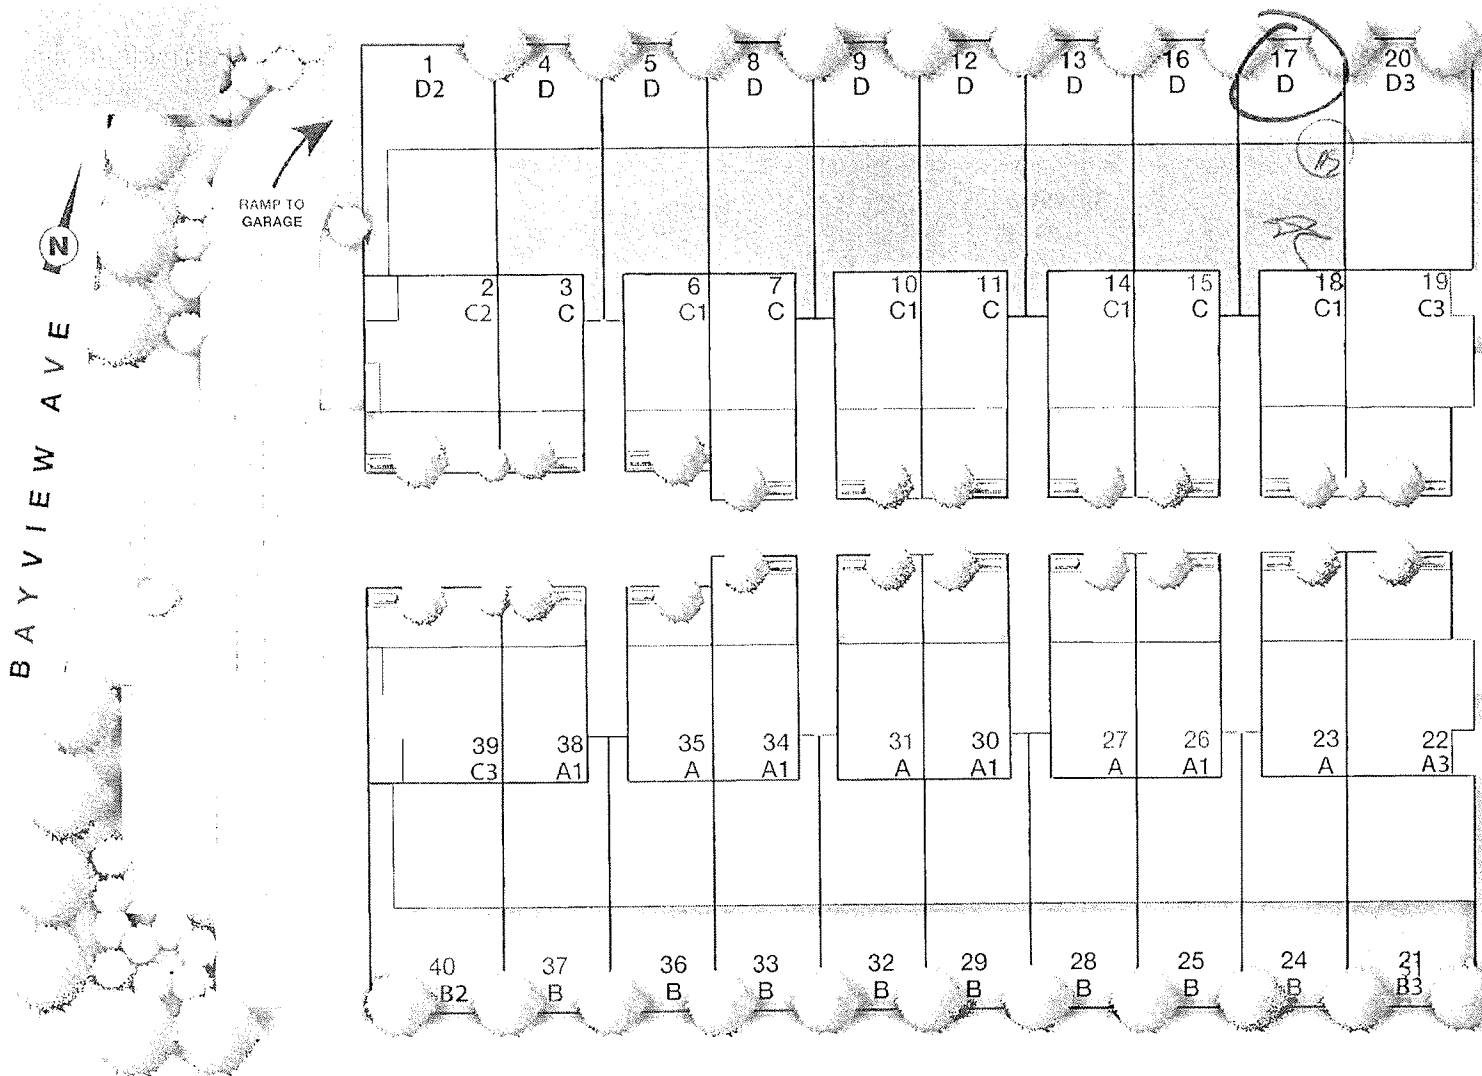 1 4 5 8 9 12 13 16 17 20
D2 D D D D D D D D D3
RAMP TO
GARAGE
N
BAYVIEW AVE
2 3 6 7 10 11 14 15 18 19
C2 C C1 C C1 C C1 C C1 C3
39 38 35 34 31 30 27 26 23 22
C3 A1 A A1 A A1 A A1 A A3
40 37 36 33 32 29 28 25 24 21
B2 B B B B B B B B B3